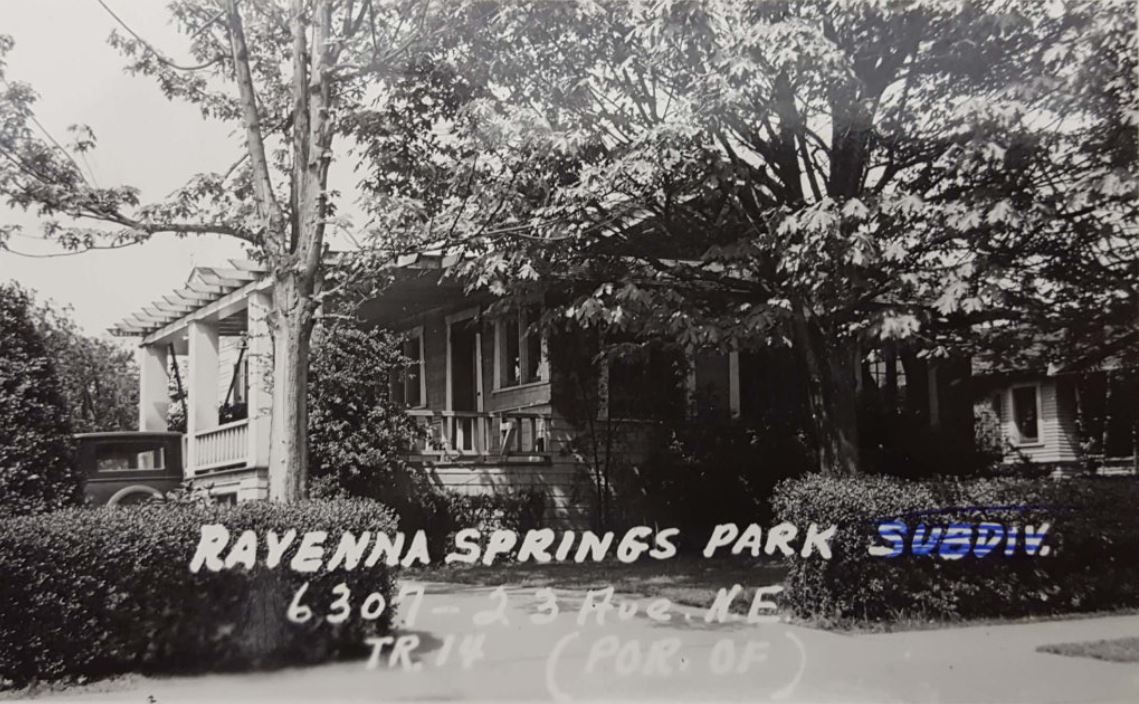 RAVENNA SPRINGS PARK SUBDIV.
6307-23 Ave. N.E.
TR. 14 (POR. OF)